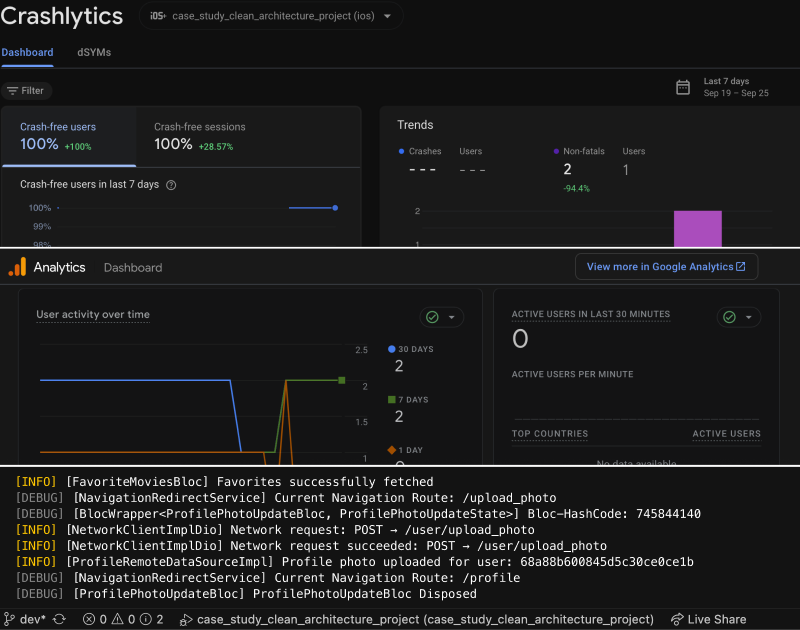 Crashlytics
iOS+ case_study_clean_architecture_project (ios)
Dashboard dSYMs
Filter
Last 7 days
Sep 19 – Sep 25
Crash-free users
100% +100%
Crash-free sessions
100% +28.57%
Crash-free users in last 7 days
100%
99%
98%
Trends
Crashes Users
--- ---
Non-fatals Users
2 1
-94.4%
2
1
Analytics Dashboard
View more in Google Analytics
User activity over time
2.5
2
1.5
1
30 DAYS
2
7 DAYS
2
1 DAY
0
ACTIVE USERS IN LAST 30 MINUTES
0
ACTIVE USERS PER MINUTE
TOP COUNTRIES ACTIVE USERS
No data available
[INFO] [FavoriteMoviesBloc] Favorites successfully fetched
[DEBUG] [NavigationRedirectService] Current Navigation Route: /upload_photo
[DEBUG] [BlocWrapper<ProfilePhotoUpdateBloc, ProfilePhotoUpdateState>] Bloc-HashCode: 745844140
[INFO] [NetworkClientImplDio] Network request: POST → /user/upload_photo
[INFO] [NetworkClientImplDio] Network request succeeded: POST → /user/upload_photo
[INFO] [ProfileRemoteDataSourceImpl] Profile photo uploaded for user: 68a88b600845d5c30ce0ce1b
[DEBUG] [NavigationRedirectService] Current Navigation Route: /profile
[DEBUG] [ProfilePhotoUpdateBloc] ProfilePhotoUpdateBloc Disposed
dev* 0 0 2 case_study_clean_architecture_project (case_study_clean_architecture_project) Live Share